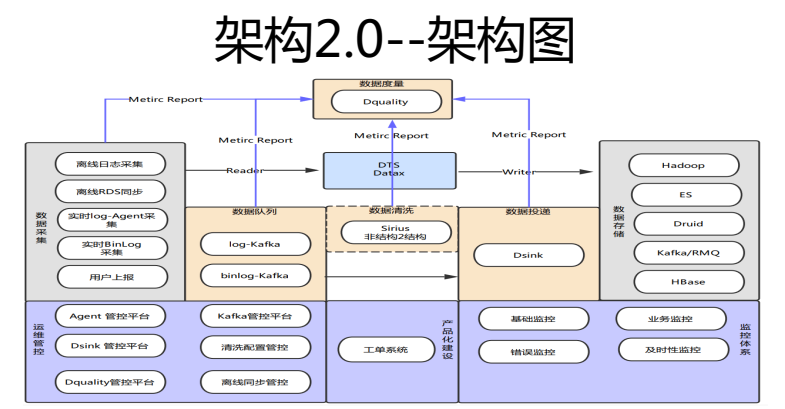 架构2.0--架构图
数据度量
Dquality
Metirc Report
Metirc Report
Metirc Report
Metric Report
数据采集
离线日志采集
离线RDS同步
实时log-Agent采
集
实时BinLog
采集
用户上报
Reader
DTS
Datax
Writer
数据队列
log-Kafka
binlog-Kafka
数据清洗
Sirius
非结构2结构
数据投递
Dsink
数据存储
Hadoop
ES
Druid
Kafka/RMQ
HBase
运维管控
Agent 管控平台
Dsink 管控平台
Dquality管控平台
Kafka管控平台
清洗配置管控
离线同步管控
工单系统
产品化建设
基础监控
错误监控
业务监控
及时性监控
监控体系